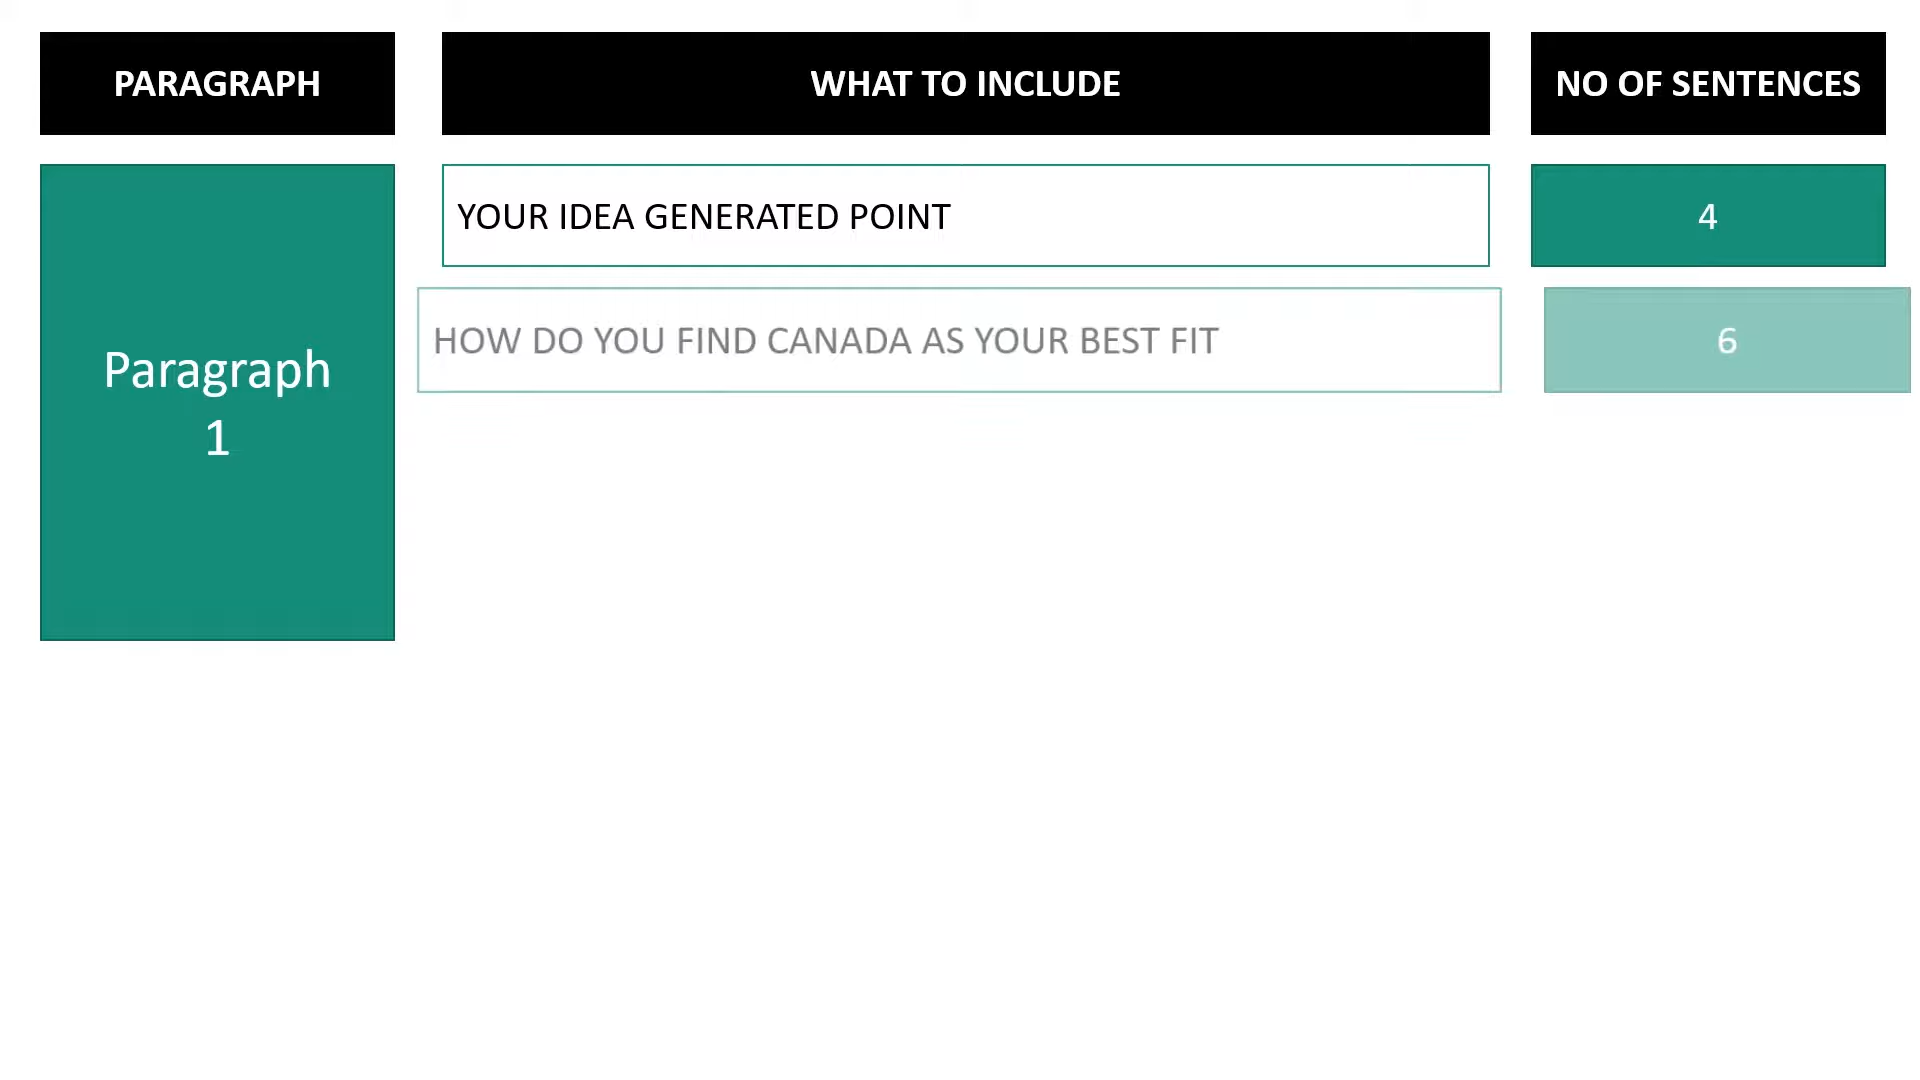 PARAGRAPH
WHAT TO INCLUDE
NO OF SENTENCES
Paragraph
1
YOUR IDEA GENERATED POINT
4
HOW DO YOU FIND CANADA AS YOUR BEST FIT
6